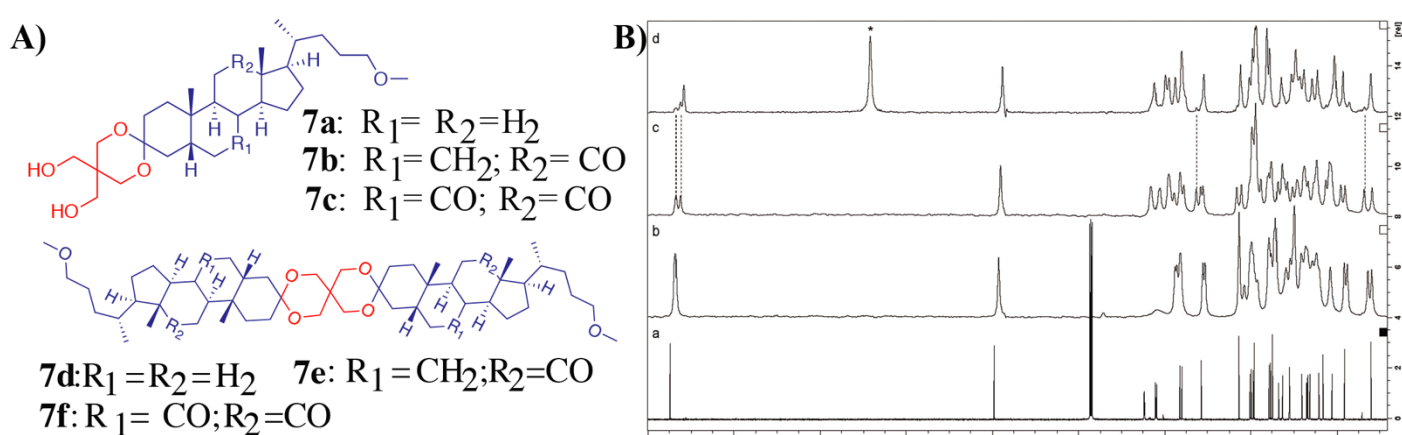 A)
R₂
H
O
H
H
R₁
H
O
O
HO
HO
7a: R₁= R₂=H₂
7b: R₁=CH₂; R₂= CO
7c: R₁=CO; R₂=CO
O
H
R₁
H
H
H
R₂
O
O
O
O
R₂
H
H
H
H
R₁
O
7d:R₁=R₂=H₂
7e: R₁=CH₂;R₂=CO
7f: R₁= CO;R₂=CO
B)
d
*
c
b
a
[rel]
14
12
10
8
6
4
2
0